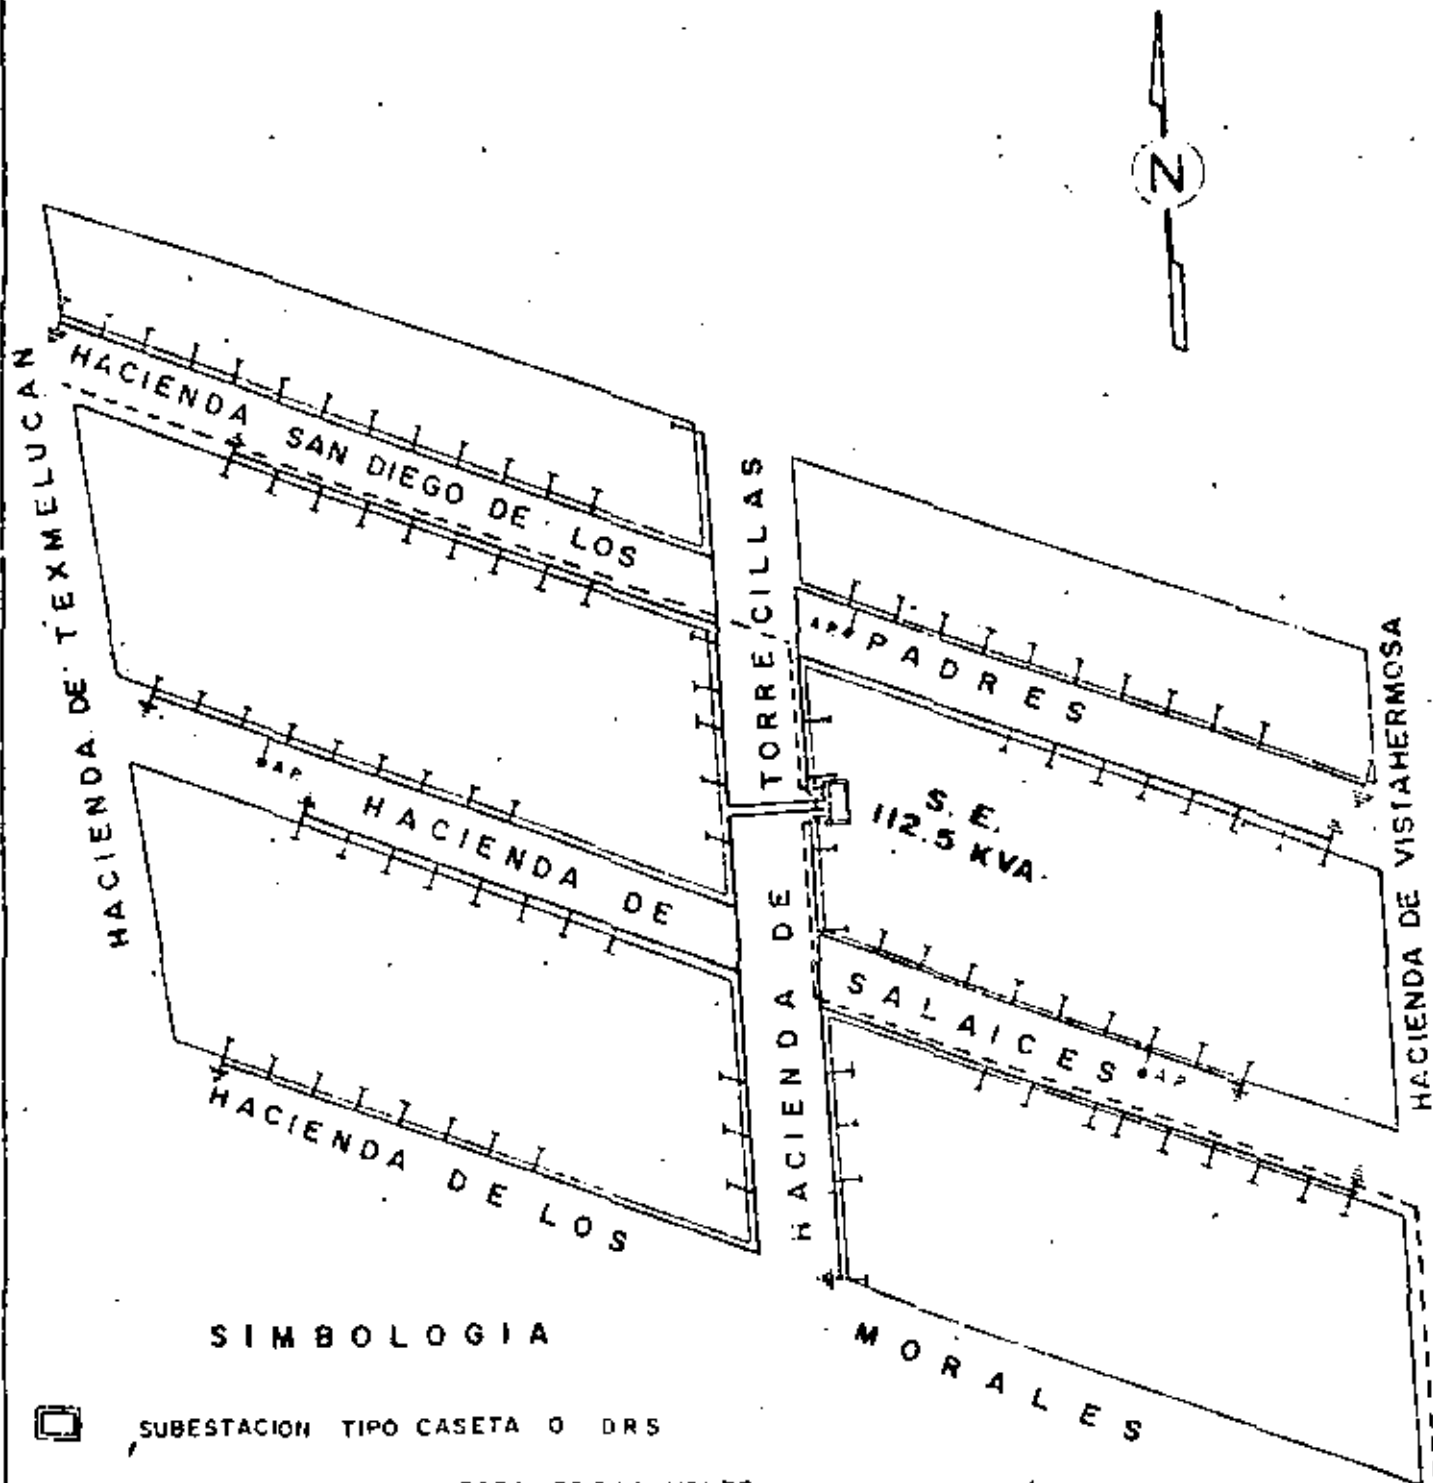 N
HACIENDA DE TEXMELUCAN
HACIENDA SAN DIEGO DE LOS
PADRES
A.P.
HACIENDA DE TORRECILLAS
HACIENDA DE VISTAHERMOSA
S. E.
112.5 KVA.
A.P.
HACIENDA DE
SALAICES
A.P.
HACIENDA DE LOS
MORALES
SIMBOLOGIA
SUBESTACION TIPO CASETA O DRS